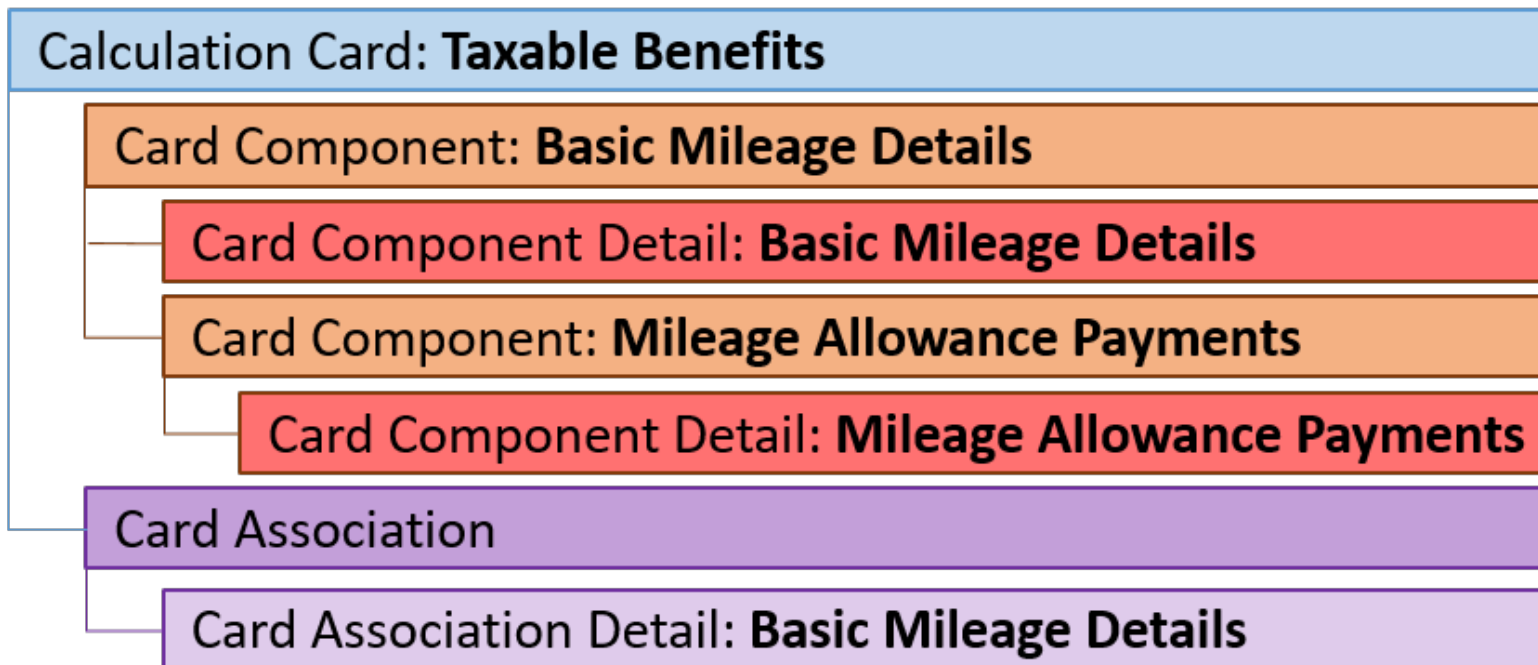 Calculation Card: Taxable Benefits
Card Component: Basic Mileage Details
Card Component Detail: Basic Mileage Details
Card Component: Mileage Allowance Payments
Card Component Detail: Mileage Allowance Payments
Card Association
Card Association Detail: Basic Mileage Details